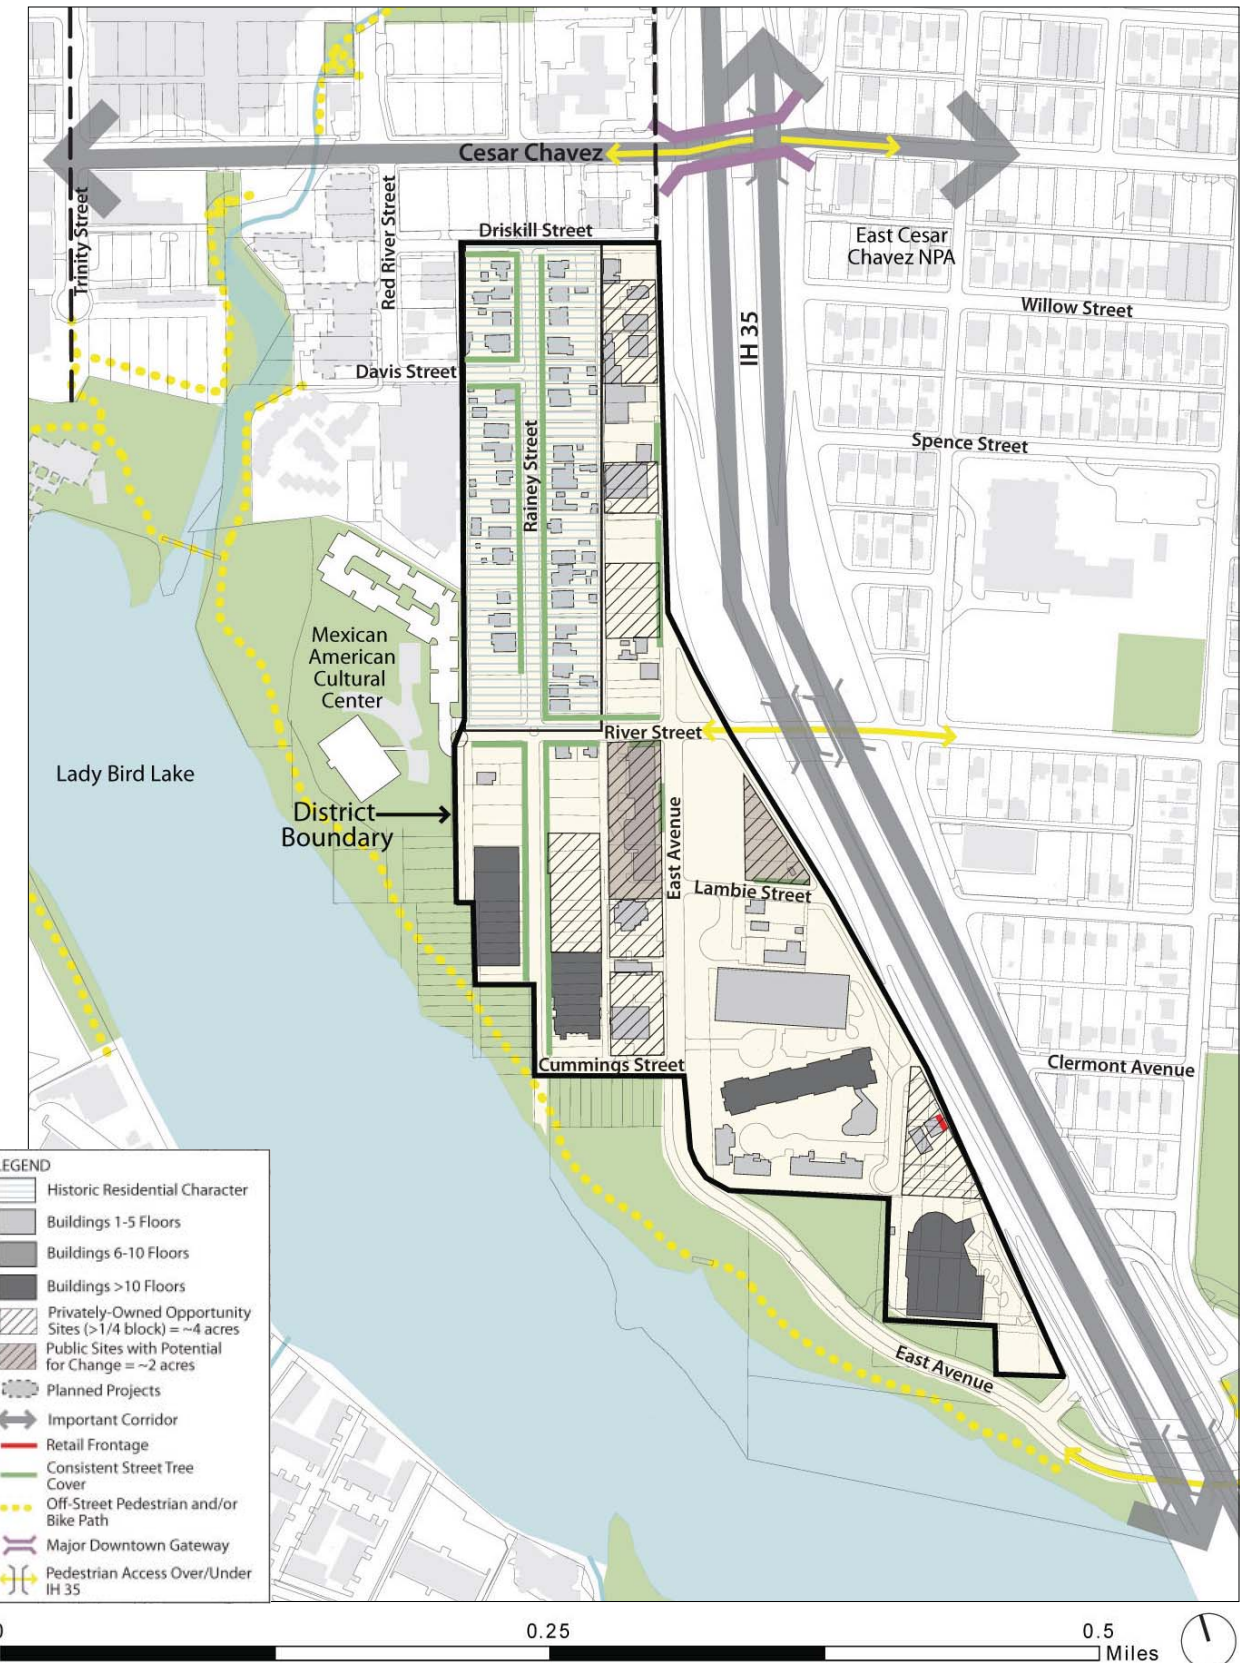 Cesar Chavez
Trinity Street
Red River Street
Driskill Street
East Cesar
Chavez NPA
Willow Street
IH 35
Davis Street
Rainey Street
Spence Street
Mexican
American
Cultural
Center
River Street
Lady Bird Lake
District
Boundary
East Avenue
Lambie Street
Cummings Street
Clermont Avenue
East Avenue
LEGEND
Historic Residential Character
Buildings 1-5 Floors
Buildings 6-10 Floors
Buildings >10 Floors
Privately-Owned Opportunity
Sites (>1/4 block) = ~4 acres
Public Sites with Potential
for Change = ~2 acres
Planned Projects
Important Corridor
Retail Frontage
Consistent Street Tree
Cover
Off-Street Pedestrian and/or
Bike Path
Major Downtown Gateway
Pedestrian Access Over/Under
IH 35
0 0.25 0.5
Miles